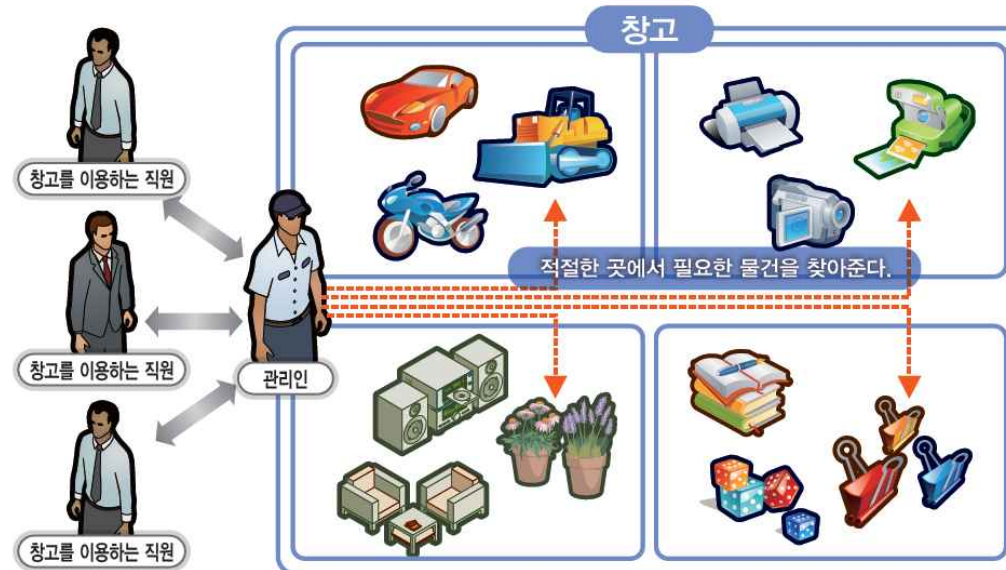 창고
창고를 이용하는 직원
적절한 곳에서 필요한 물건을 찾아준다.
창고를 이용하는 직원
관리인
창고를 이용하는 직원